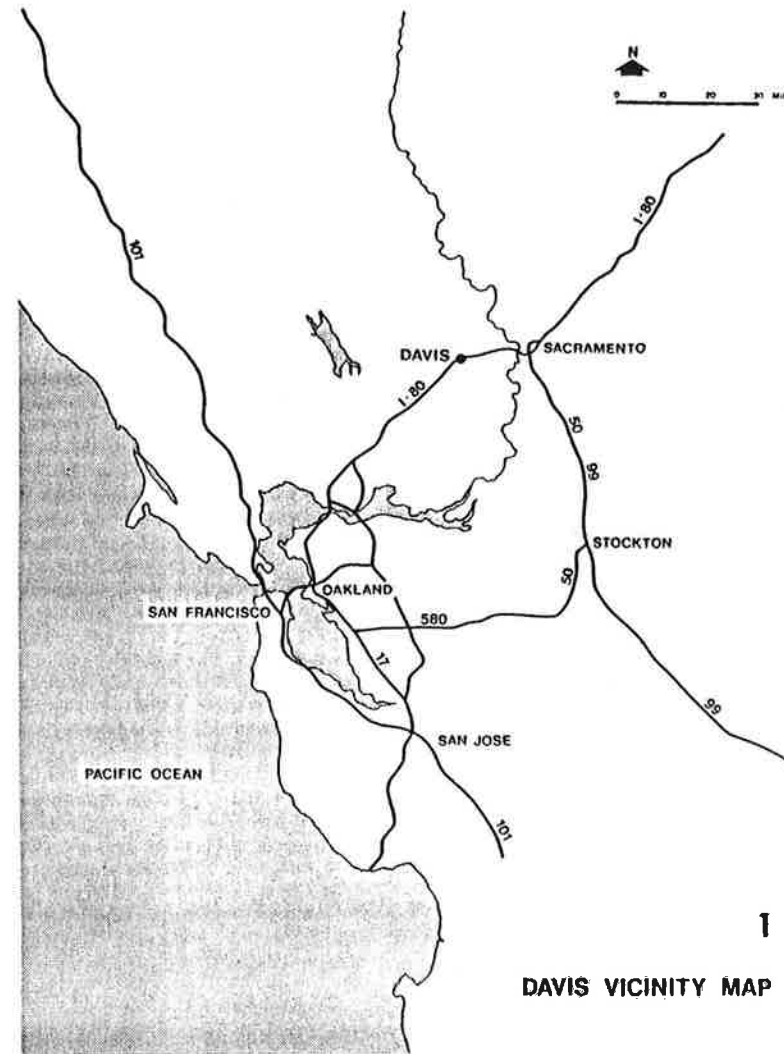 N
0 10 20 30 Mi
101
I-80
DAVIS
SACRAMENTO
I-80
50
99
STOCKTON
50
OAKLAND
SAN FRANCISCO
580
17
99
SAN JOSE
PACIFIC OCEAN
101
1
DAVIS VICINITY MAP